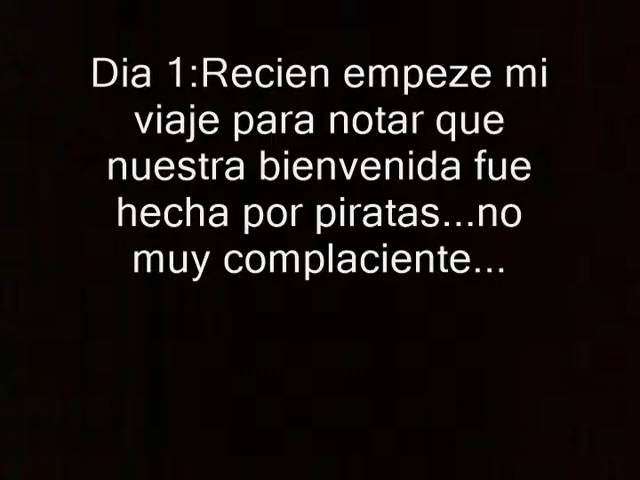 Dia 1:Recien empeze mi
viaje para notar que
nuestra bienvenida fue
hecha por piratas...no
muy complaciente...